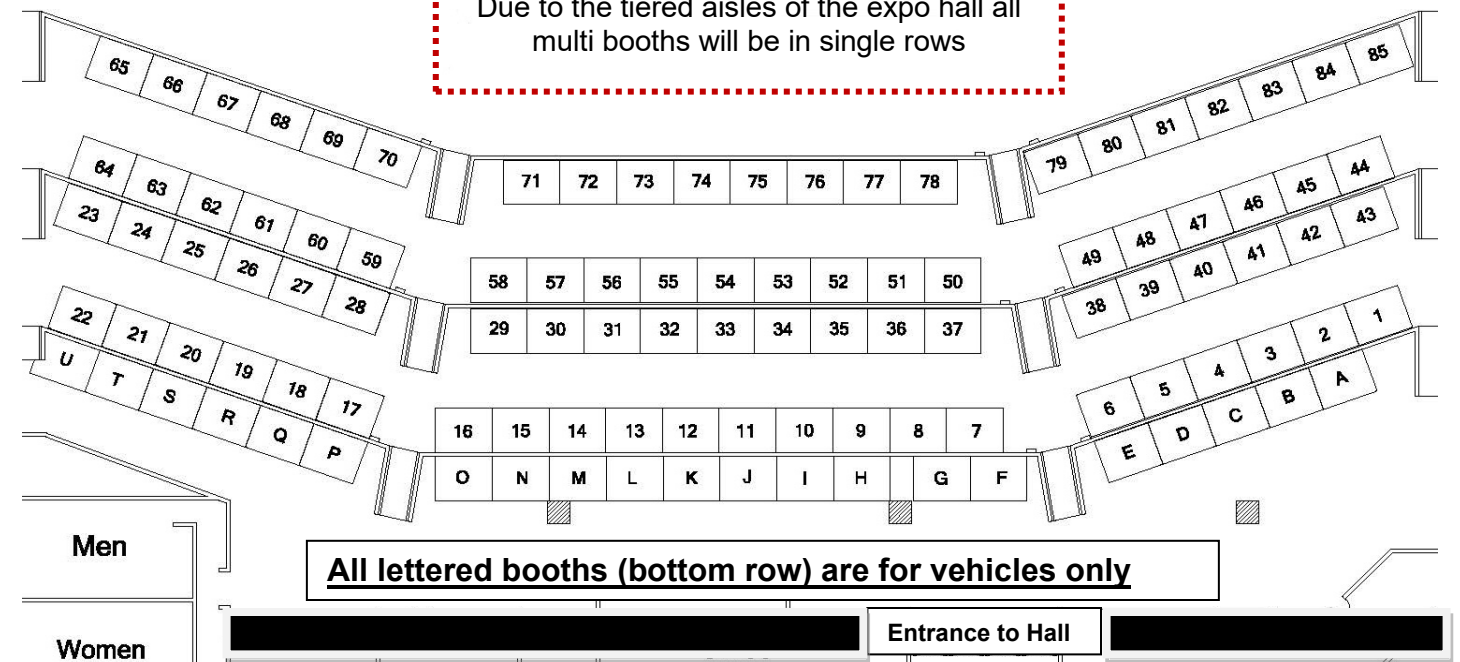 Due to the tiered aisles of the expo hall all
multi booths will be in single rows
65 66 67 68 69 70
71 72 73 74 75 76 77 78
79 80 81 82 83 84 85
64 63 62 61 60 59
58 57 56 55 54 53 52 51 50
49 48 47 46 45 44
23 24 25 26 27 28
29 30 31 32 33 34 35 36 37
38 39 40 41 42 43
22 21 20 19 18 17
16 15 14 13 12 11 10 9 8 7
6 5 4 3 2 1
U T S R Q P
O N M L K J I H G F
E D C B A
Men
All lettered booths (bottom row) are for vehicles only
Entrance to Hall
Women